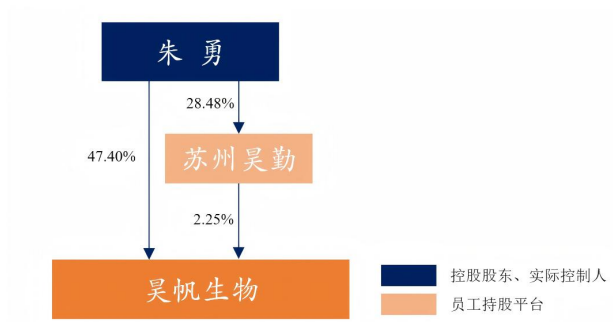 朱 勇
28.48%
47.40%
苏州昊勤
2.25%
昊帆生物
控股股东、实际控制人
员工持股平台